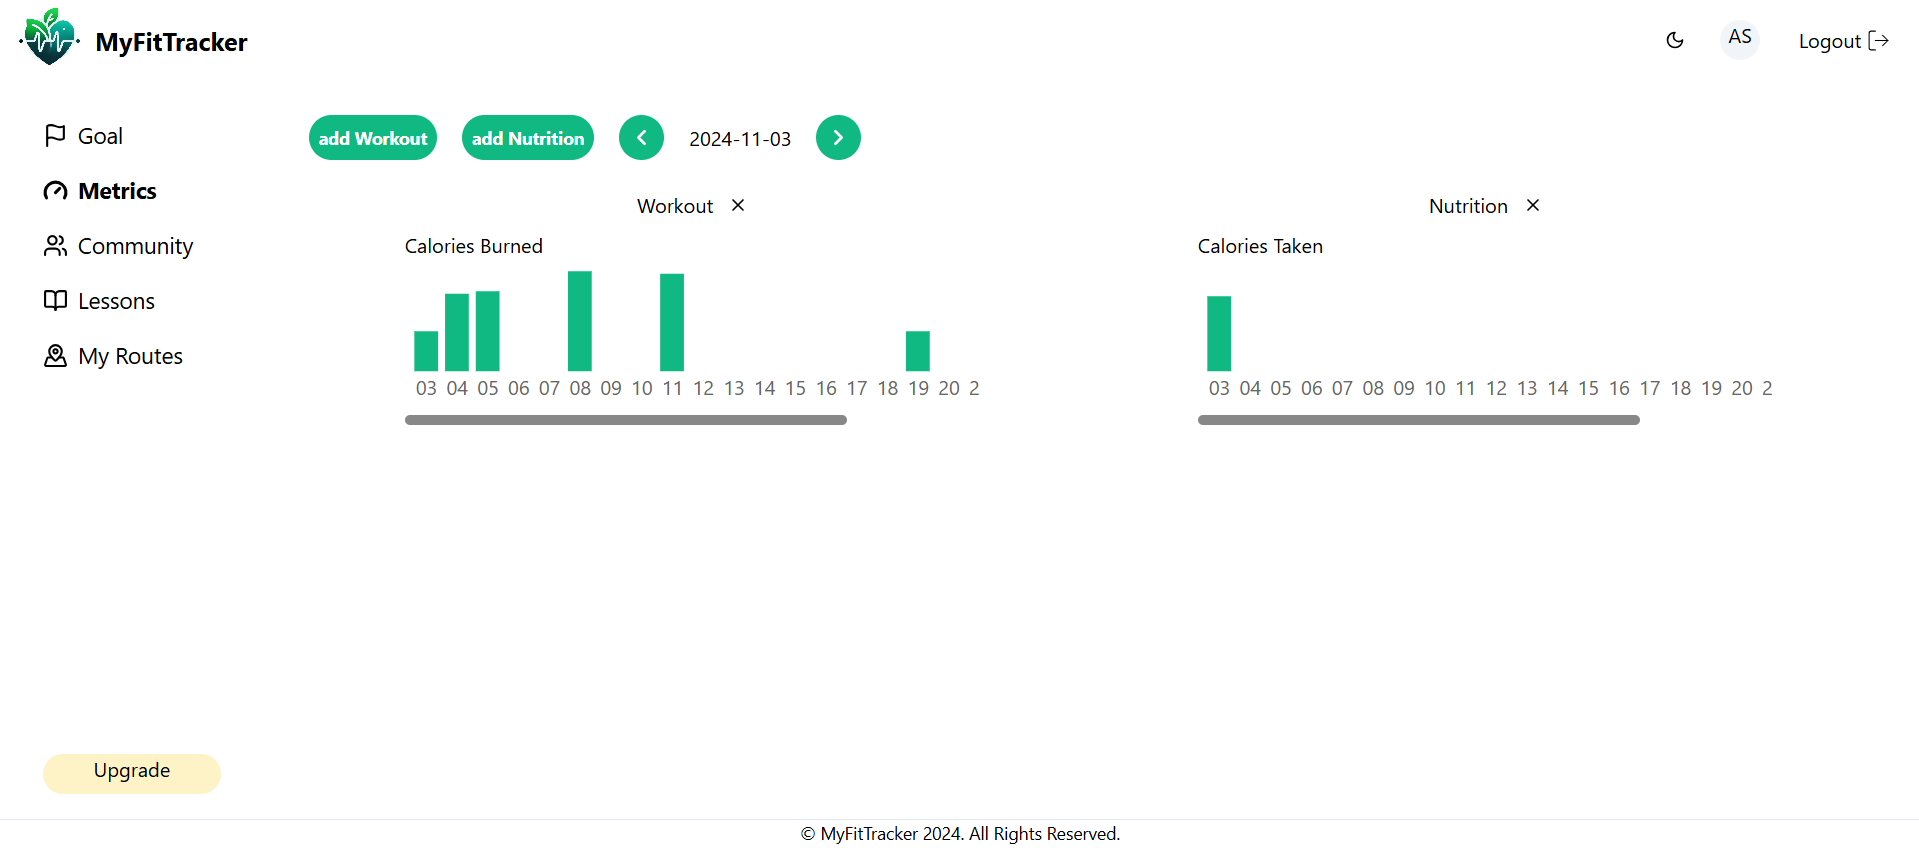 MyFitTracker
AS
Logout
Goal
Metrics
Community
Lessons
My Routes
Upgrade
add Workout
add Nutrition
2024-11-03
Workout
Calories Burned
03 04 05 06 07 08 09 10 11 12 13 14 15 16 17 18 19 20 2
Nutrition
Calories Taken
03 04 05 06 07 08 09 10 11 12 13 14 15 16 17 18 19 20 2
© MyFitTracker 2024. All Rights Reserved.